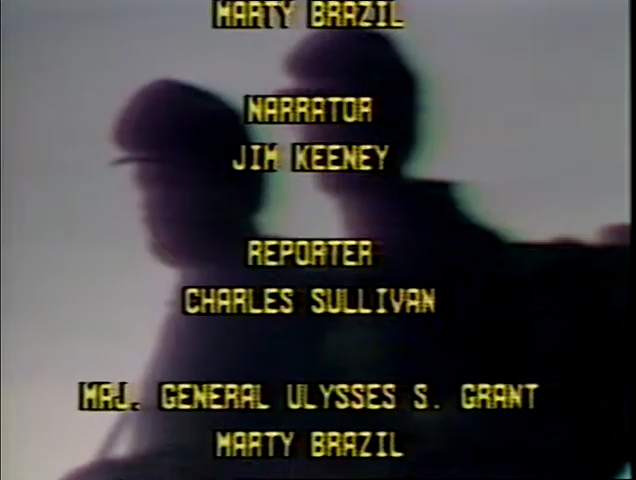 MARTY BRAZIL
NARRATOR
JIM KEENEY
REPORTER
CHARLES SULLIVAN
MAJ. GENERAL ULYSSES S. GRANT
MARTY BRAZIL